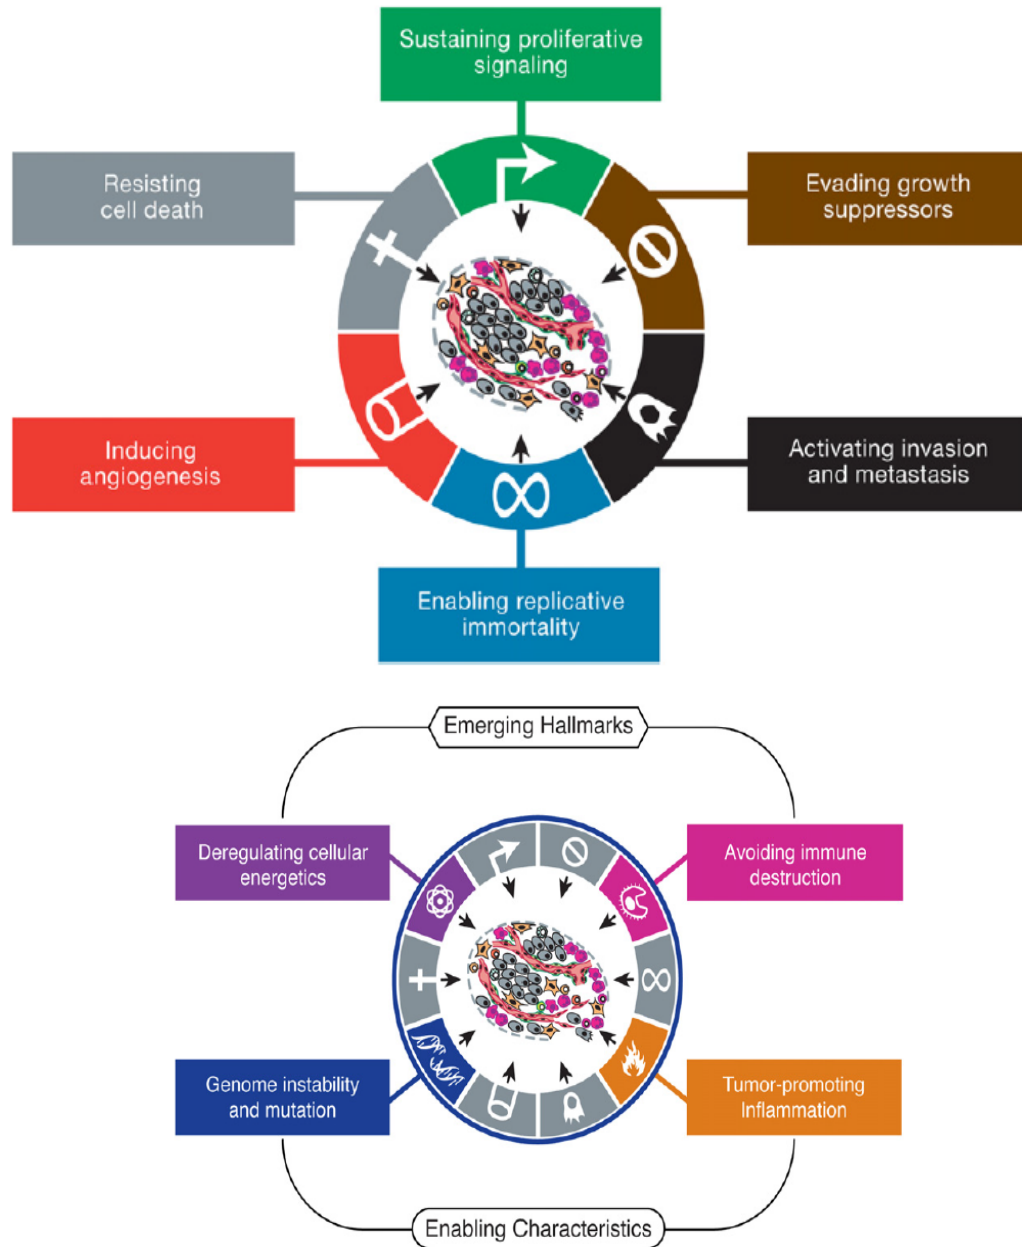 Sustaining proliferative
signaling
Resisting
cell death
Evading growth
suppressors
Inducing
angiogenesis
Activating invasion
and metastasis
Enabling replicative
immortality
Emerging Hallmarks
Deregulating cellular
energetics
Avoiding immune
destruction
Genome instability
and mutation
Tumor-promoting
Inflammation
Enabling Characteristics